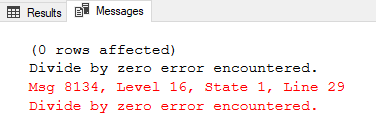 Results Messages
(0 rows affected)
Divide by zero error encountered.
Msg 8134, Level 16, State 1, Line 29
Divide by zero error encountered.